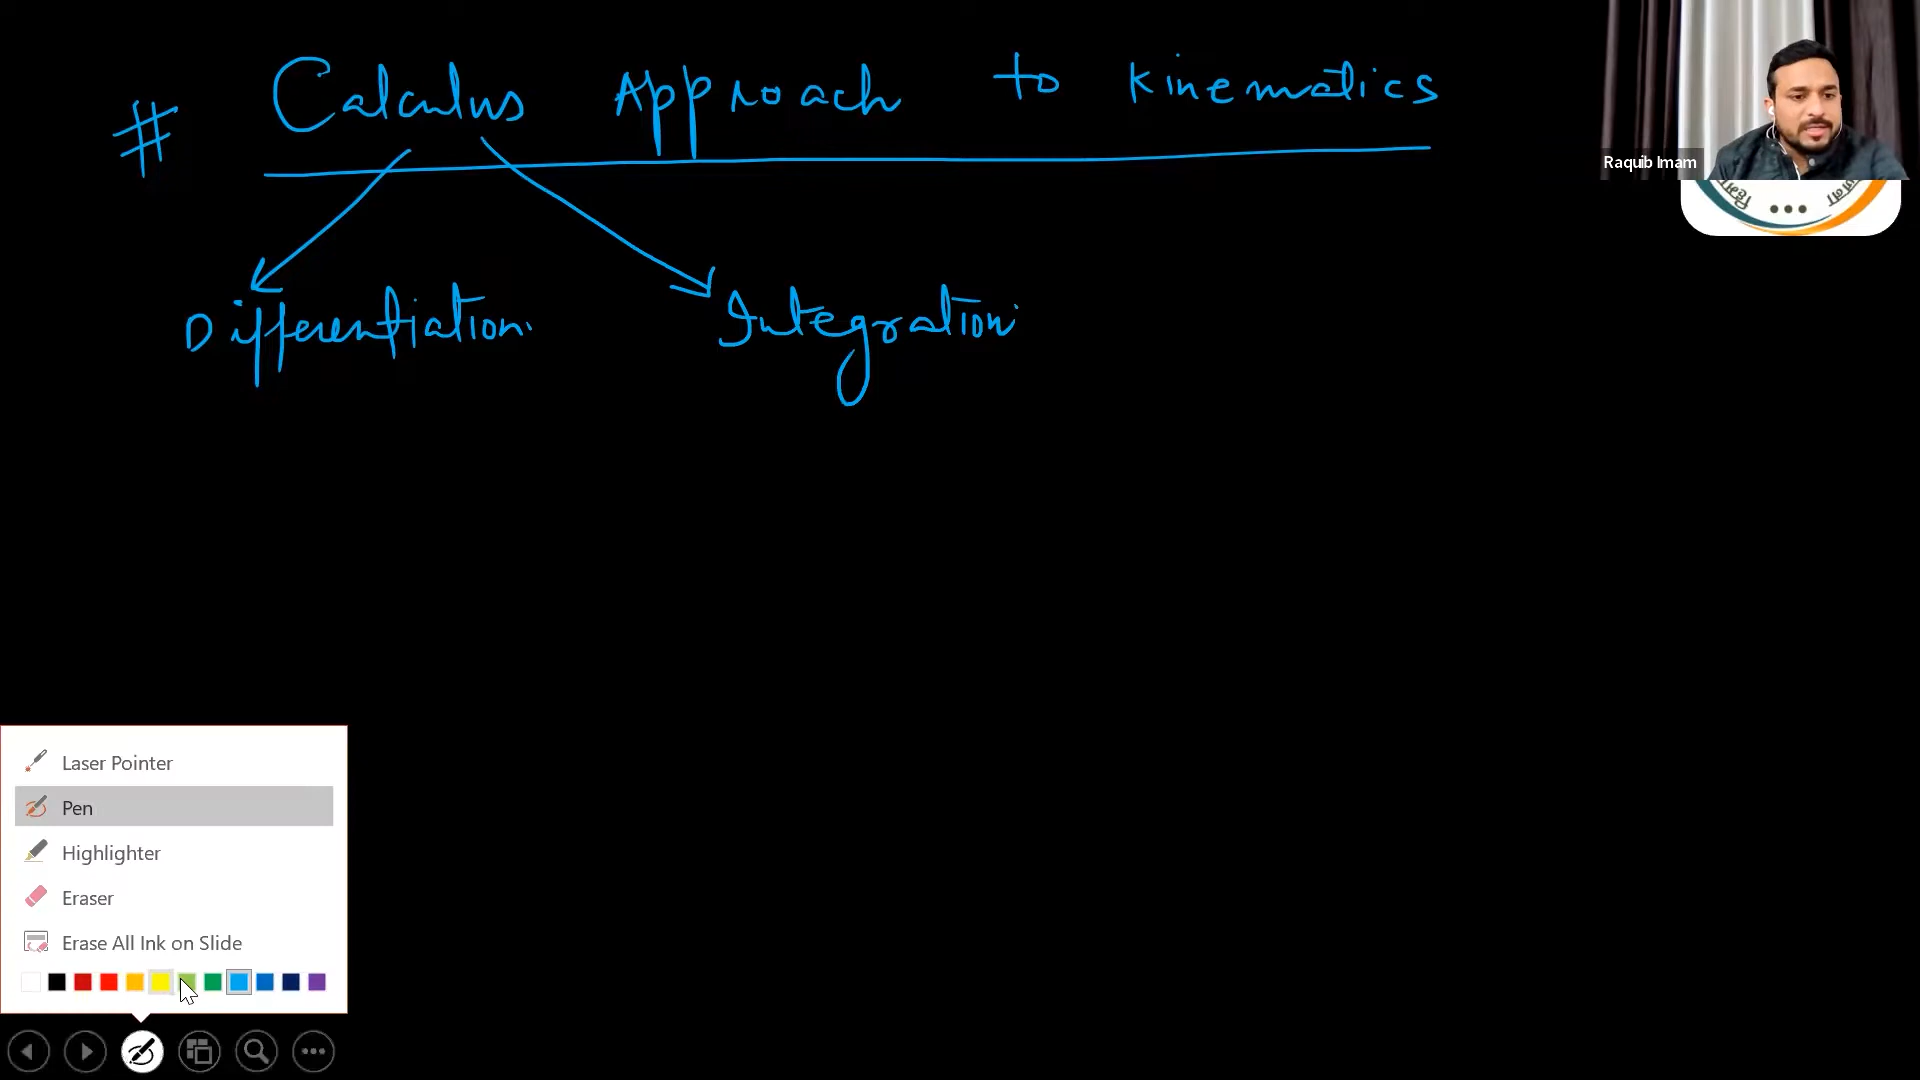 # Calculus Approach to Kinematics
Raquib Imam
Differentiation.
Integration
Laser Pointer
Pen
Highlighter
Eraser
Erase All Ink on Slide